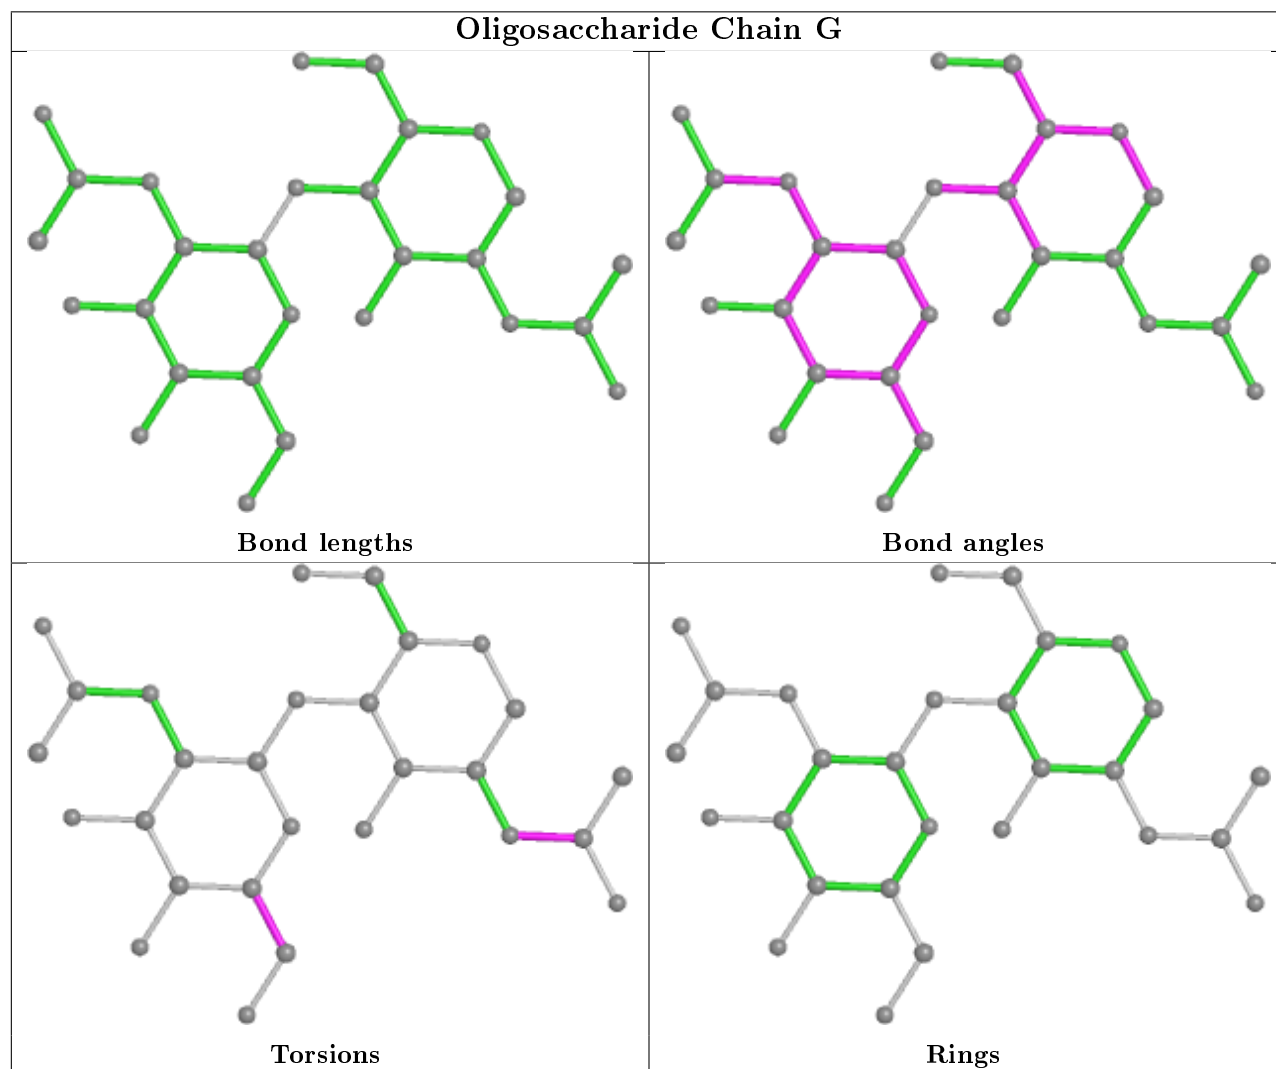 Oligosaccharide Chain G
Bond lengths
Bond angles
Torsions
Rings